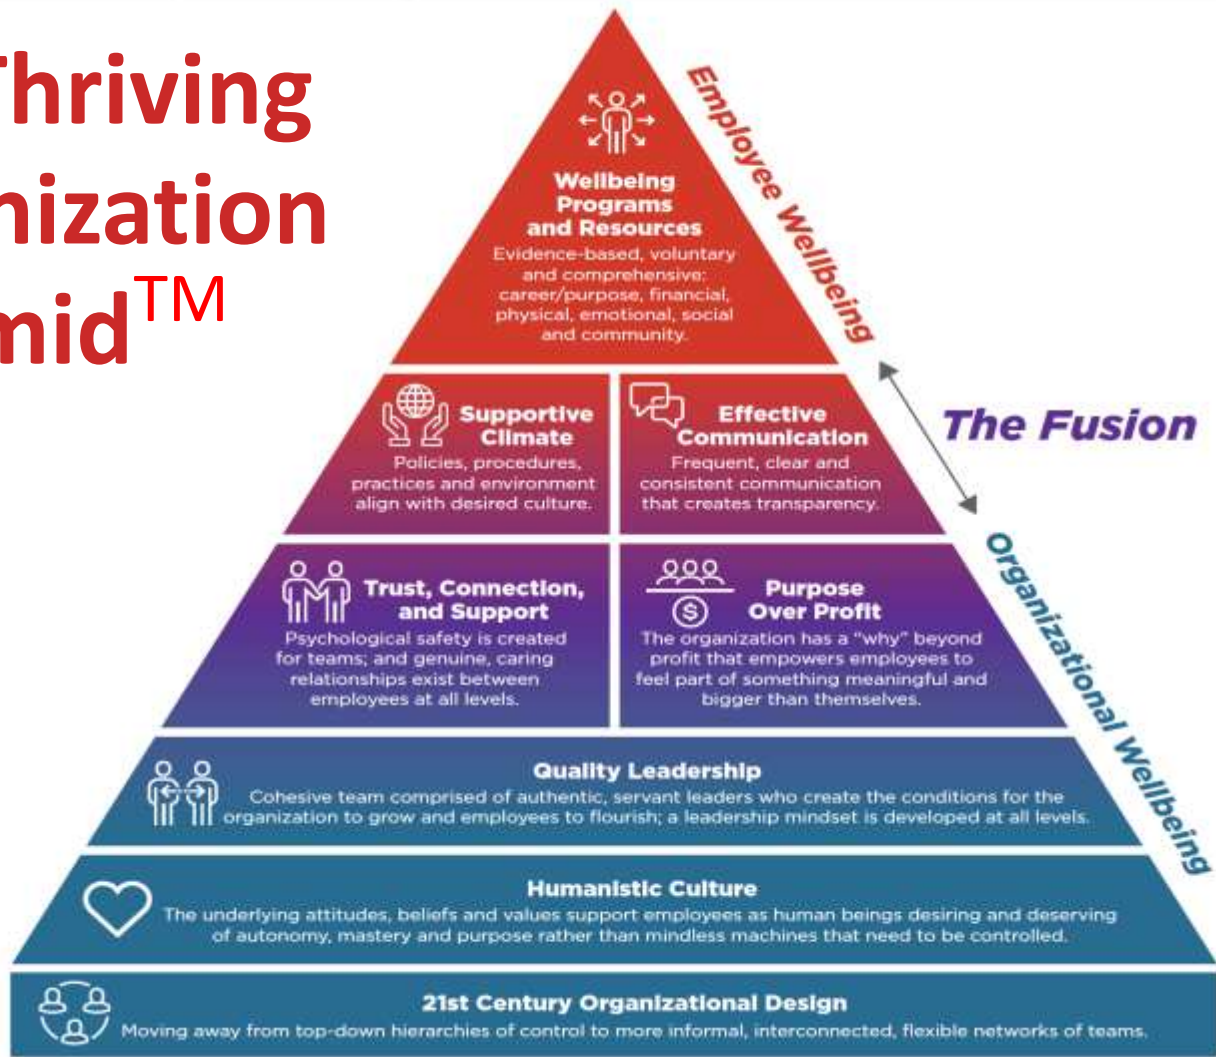 Thriving
nization
mid™
Employee Wellbeing
Wellbeing
Programs
and Resources
Evidence-based, voluntary
and comprehensive:
career/purpose, financial,
physical, emotional, social
and community.
The Fusion
Supportive
Climate
Policies, procedures,
practices and environment
align with desired culture.
Effective
Communication
Frequent, clear and
consistent communication
that creates transparency.
Organizational Wellbeing
Trust, Connection,
and Support
Psychological safety is created
for teams; and genuine, caring
relationships exist between
employees at all levels.
Purpose
Over Profit
The organization has a “why” beyond
profit that empowers employees to
feel part of something meaningful and
bigger than themselves.
Quality Leadership
Cohesive team comprised of authentic, servant leaders who create the conditions for the
organization to grow and employees to flourish; a leadership mindset is developed at all levels.
Humanistic Culture
The underlying attitudes, beliefs and values support employees as human beings desiring and deserving
of autonomy, mastery and purpose rather than mindless machines that need to be controlled.
21st Century Organizational Design
Moving away from top-down hierarchies of control to more informal, interconnected, flexible networks of teams.